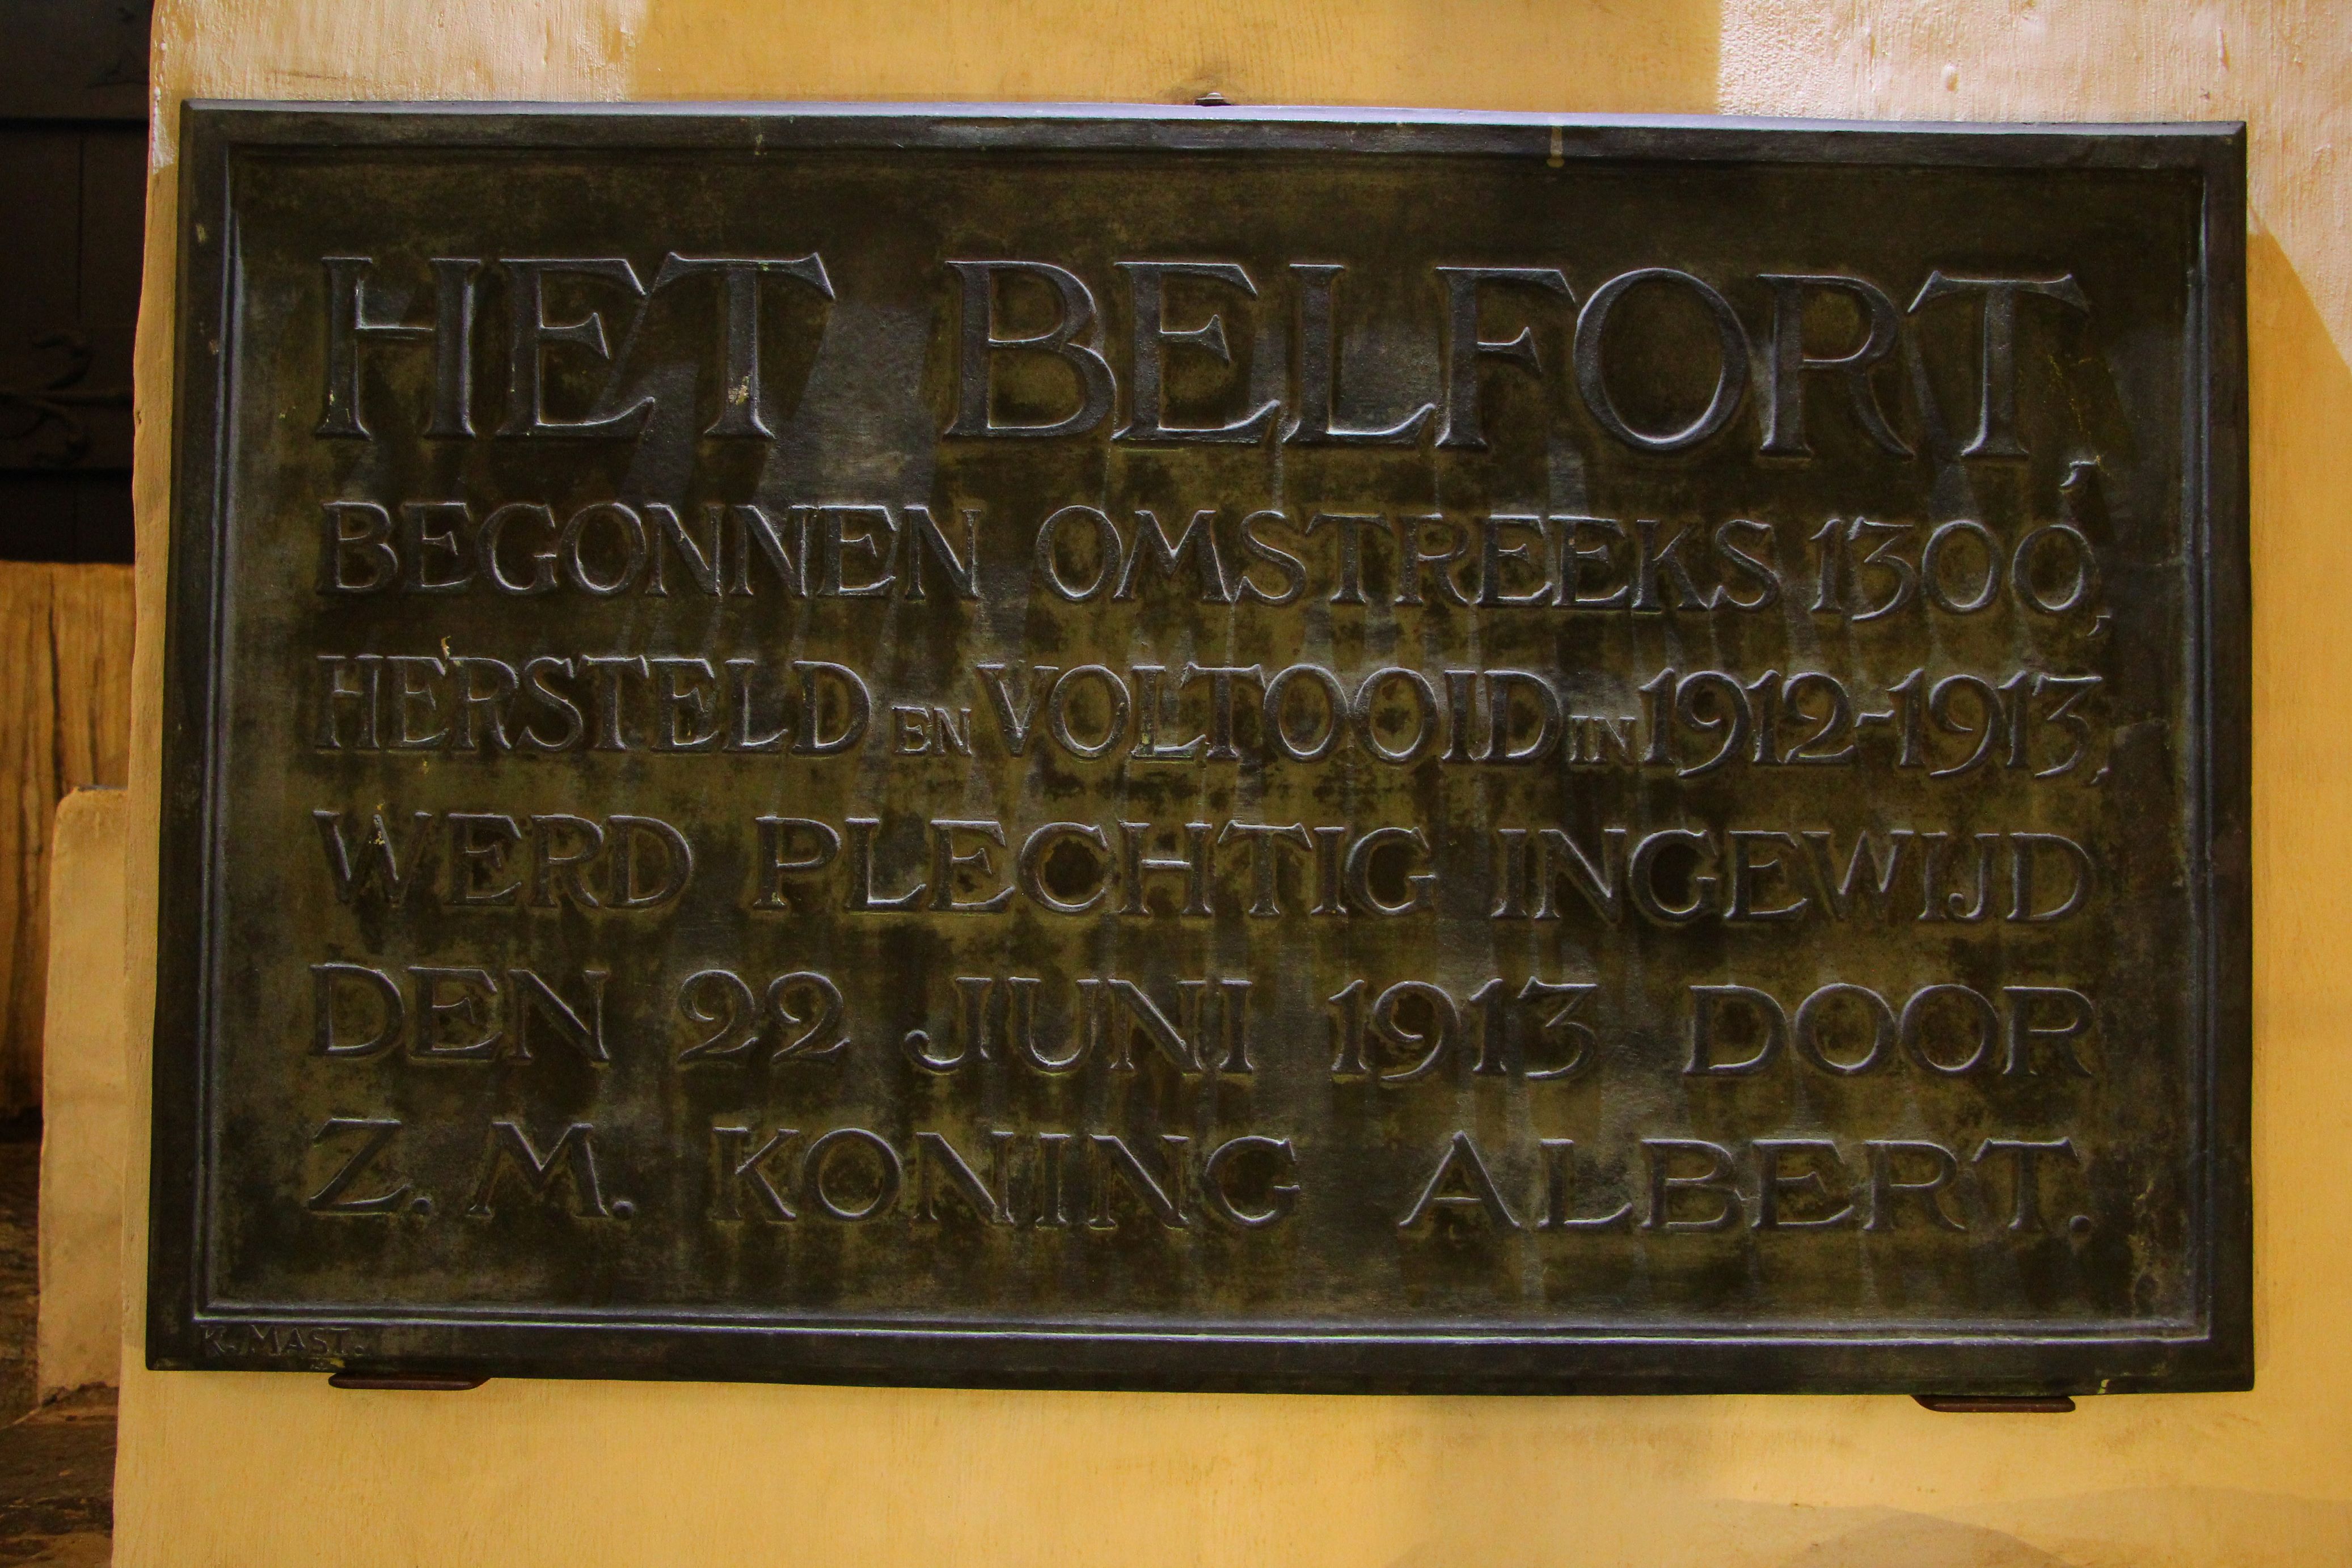 HET BELFORT,
BEGONNEN OMSTREEKS 1300,
HERSTELD EN VOLTOOID IN 1912-1913,
WERD PLECHTIG INGEWIJD
DEN 22 JUNI 1913 DOOR
Z. M. KONING ALBERT.
K. MAST.